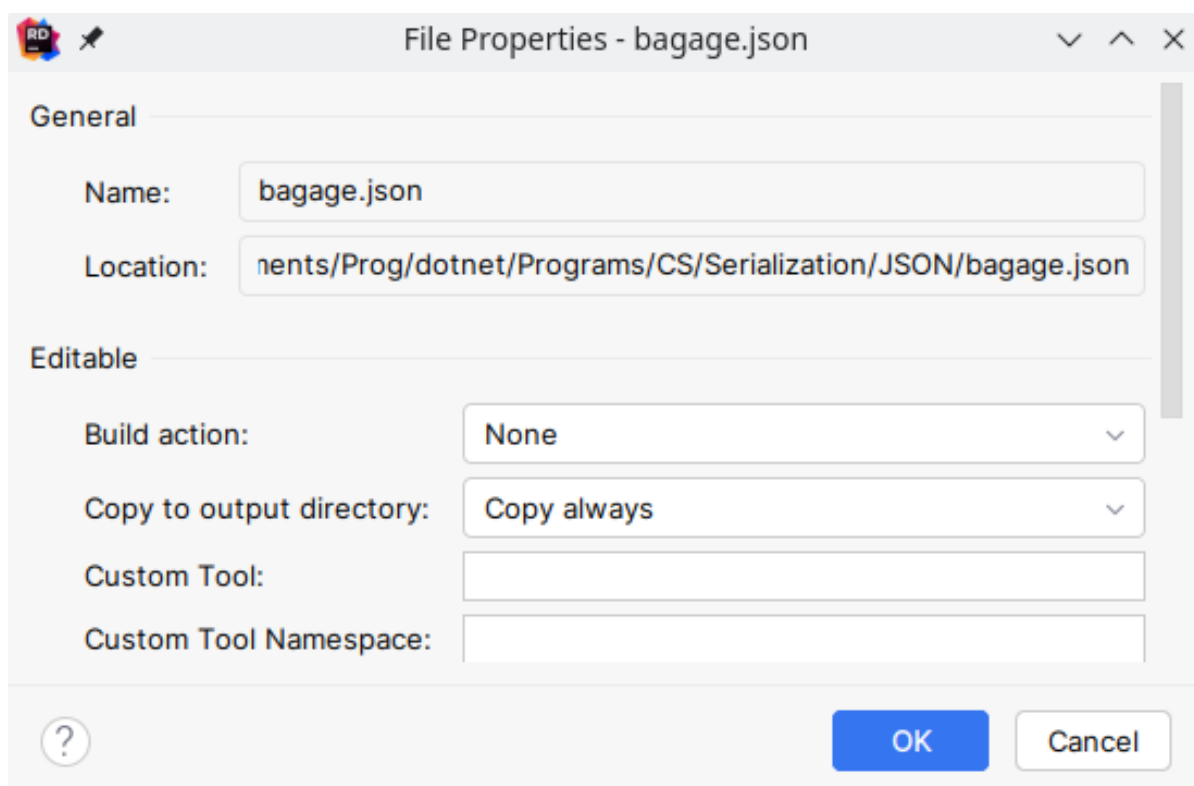 RD
File Properties - bagage.json
General
Name: bagage.json
Location: ments/Prog/dotnet/Programs/CS/Serialization/JSON/bagage.json
Editable
Build action: None
Copy to output directory: Copy always
Custom Tool:
Custom Tool Namespace:
? OK Cancel